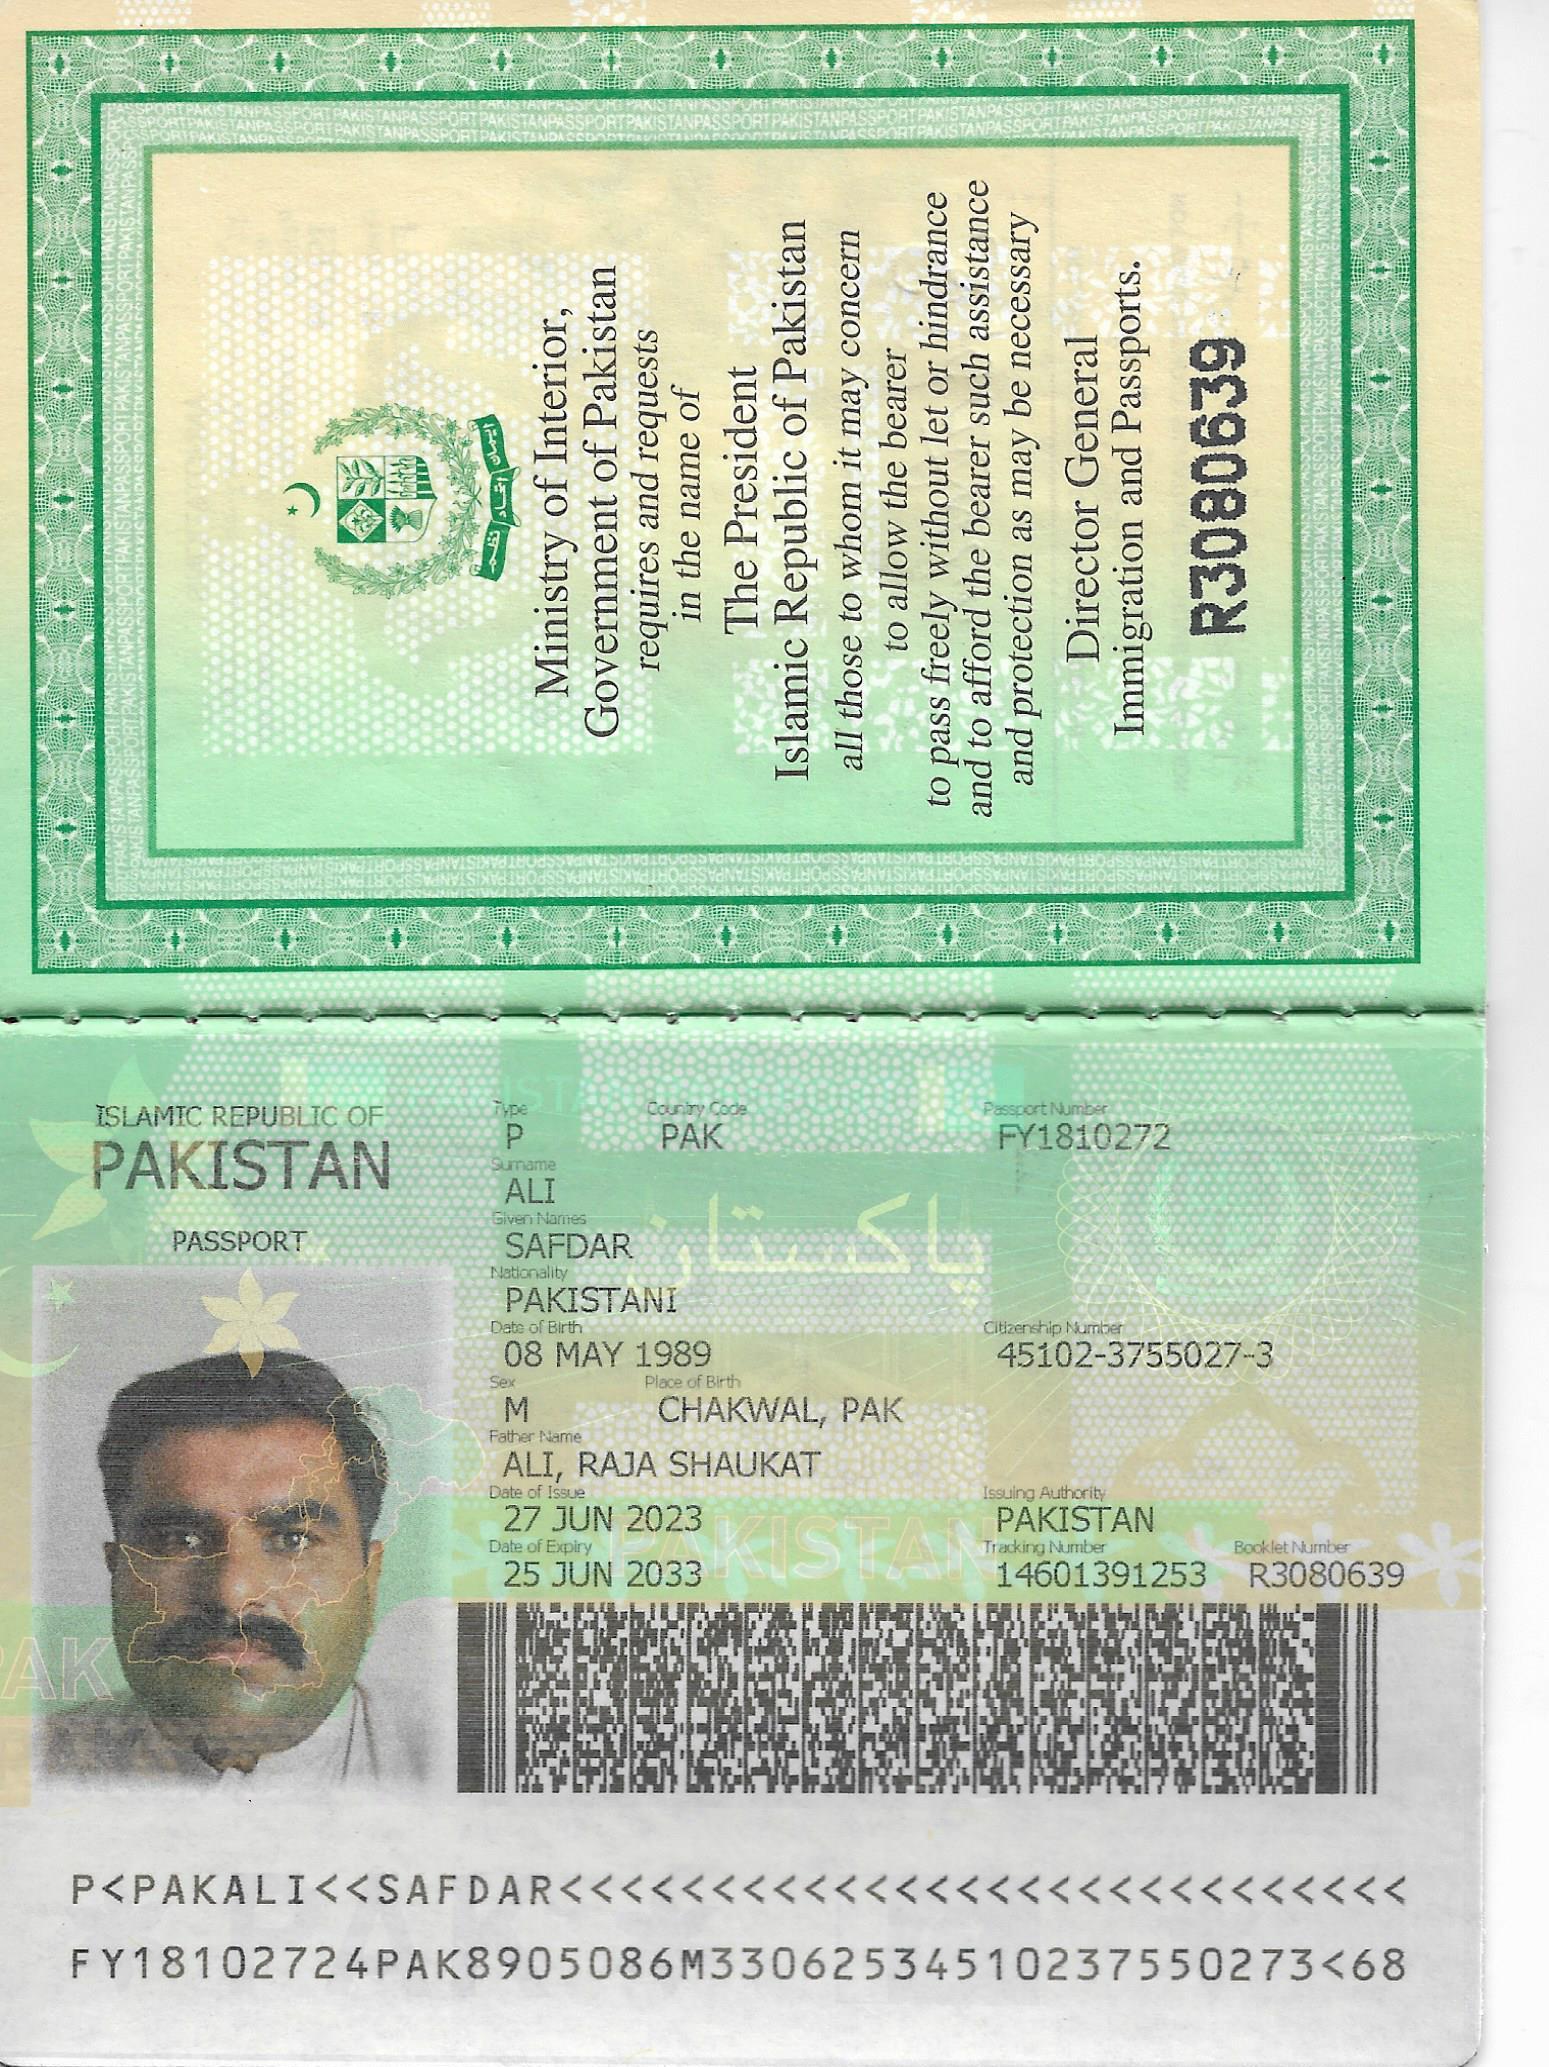 Ministry of Interior,
Government of Pakistan
requires and requests
in the name of
The President
Islamic Republic of Pakistan
all those to whom it may concern
to allow the bearer
to pass freely without let or hindrance
and to afford the bearer such assistance
and protection as may be necessary
Director General
Immigration and Passports.
R3080639
ISLAMIC REPUBLIC OF
PAKISTAN
PASSPORT
Type Country Code Passport Number
P PAK FY1810272
Surname
ALI
Given Names
SAFDAR
پاکستان
Nationality
PAKISTANI
Date of Birth Citizenship Number
08 MAY 1989 45102-3755027-3
Sex Place of Birth
M CHAKWAL, PAK
Father Name
ALI, RAJA SHAUKAT
Date of Issue Issuing Authority
27 JUN 2023 PAKISTAN
PAKISTAN
Date of Expiry Tracking Number Booklet Number
25 JUN 2033 14601391253 R3080639
PAK
P<PAKALI<<SAFDAR<<<<<<<<<<<<<<<<<<<<<<<<<<<<
FY18102724PAK8905086M33062534510237550273<68